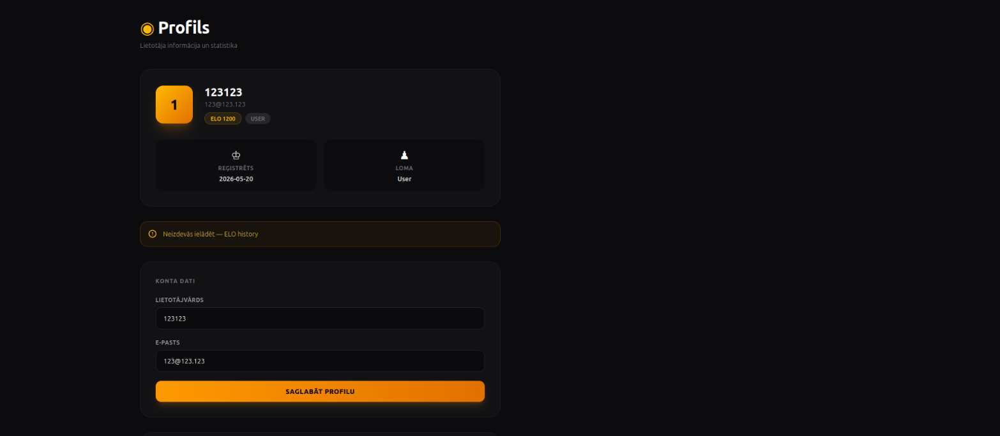 Profils
Lietotāja informācija un statistika
1
123123
123@123.123
ELO 1200
USER
REĢISTRĒTS
2026-05-20
LOMA
User
Neizdevās ielādēt — ELO history
KONTA DATI
LIETOTĀJVĀRDS
123123
E-PASTS
123@123.123
SAGLABĀT PROFILU